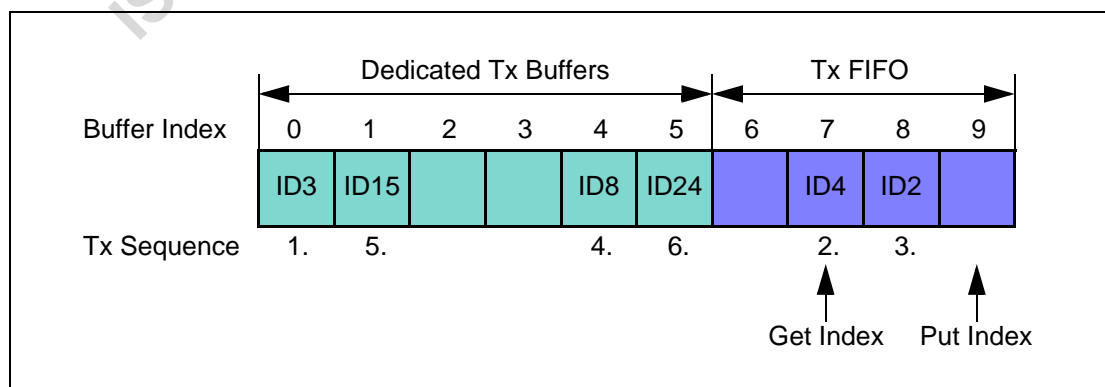 IS
Dedicated Tx Buffers Tx FIFO
Buffer Index 0 1 2 3 4 5 6 7 8 9
ID3 ID15 ID8 ID24 ID4 ID2
Tx Sequence 1. 5. 4. 6. 2. 3.
Get Index Put Index